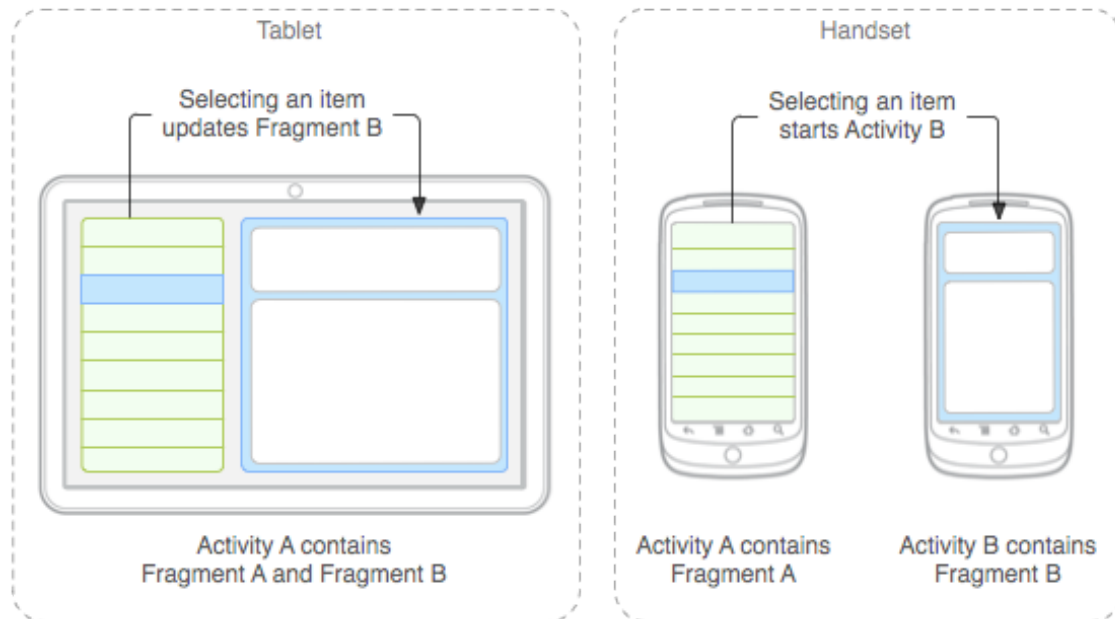 Tablet
Selecting an item
updates Fragment B
Activity A contains
Fragment A and Fragment B
Handset
Selecting an item
starts Activity B
Activity A contains
Fragment A
Activity B contains
Fragment B